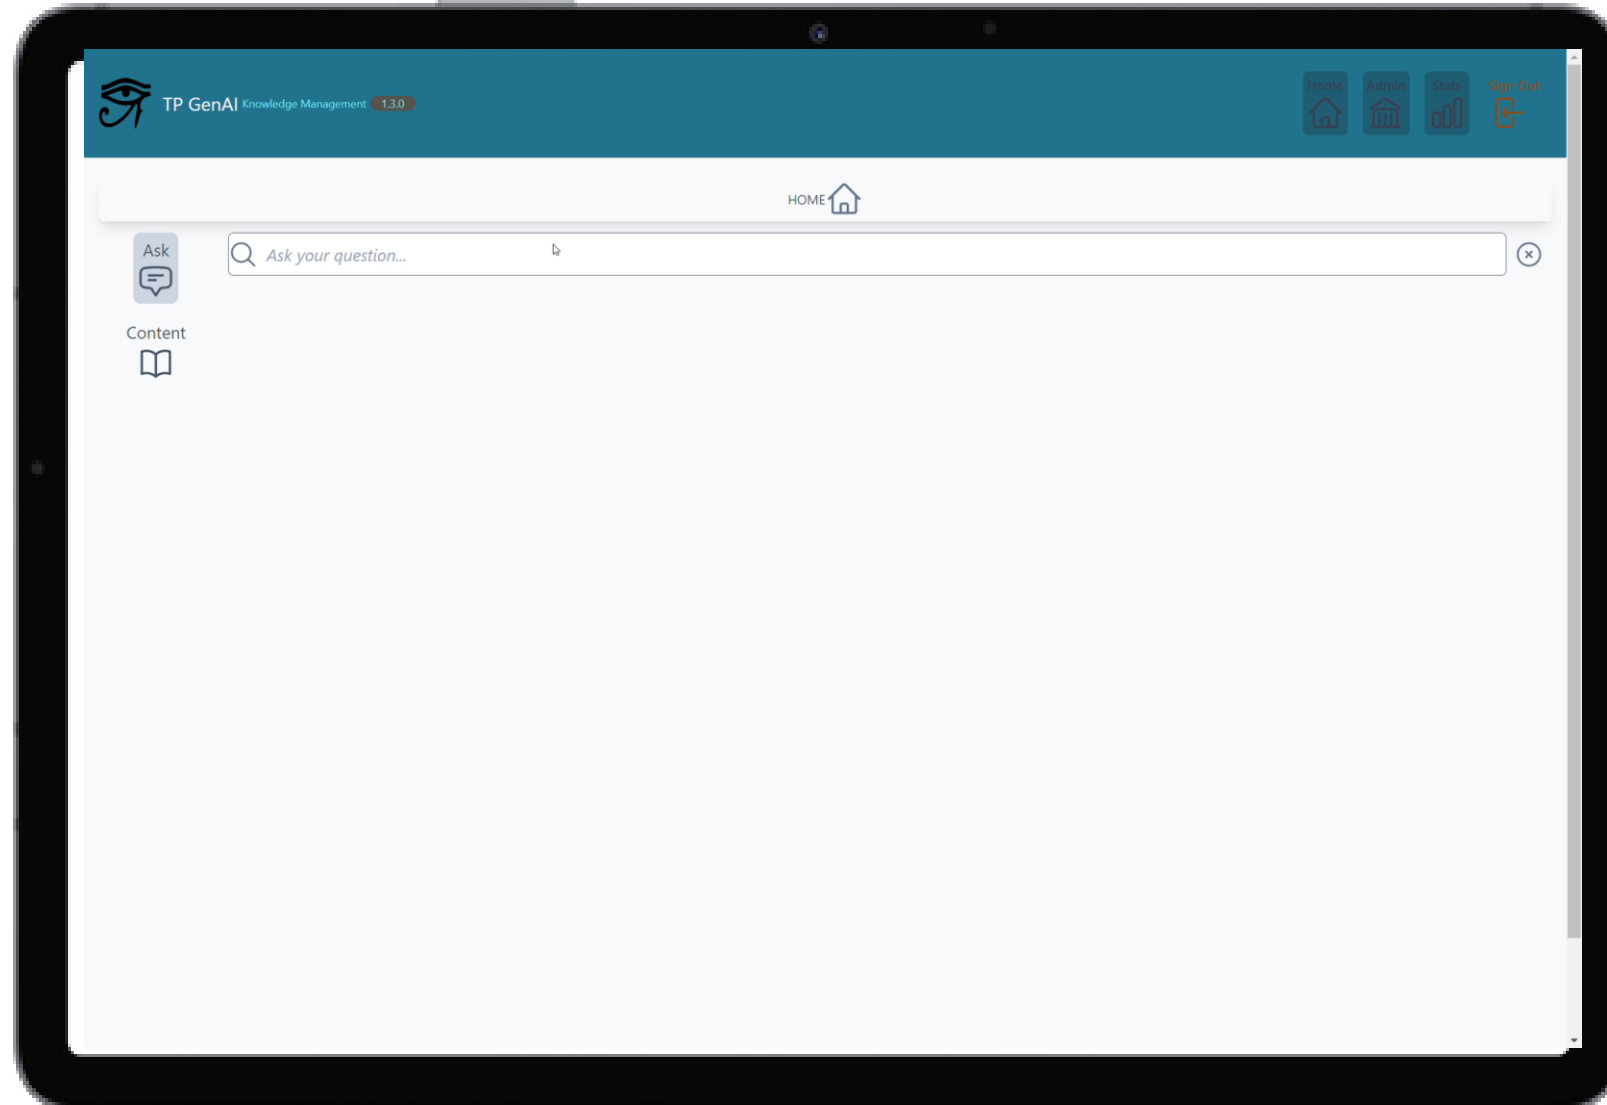 TP GenAI Knowledge Management 1.3.0
Home Admin Stats Sign Out
HOME
Ask
Ask your question...
Content